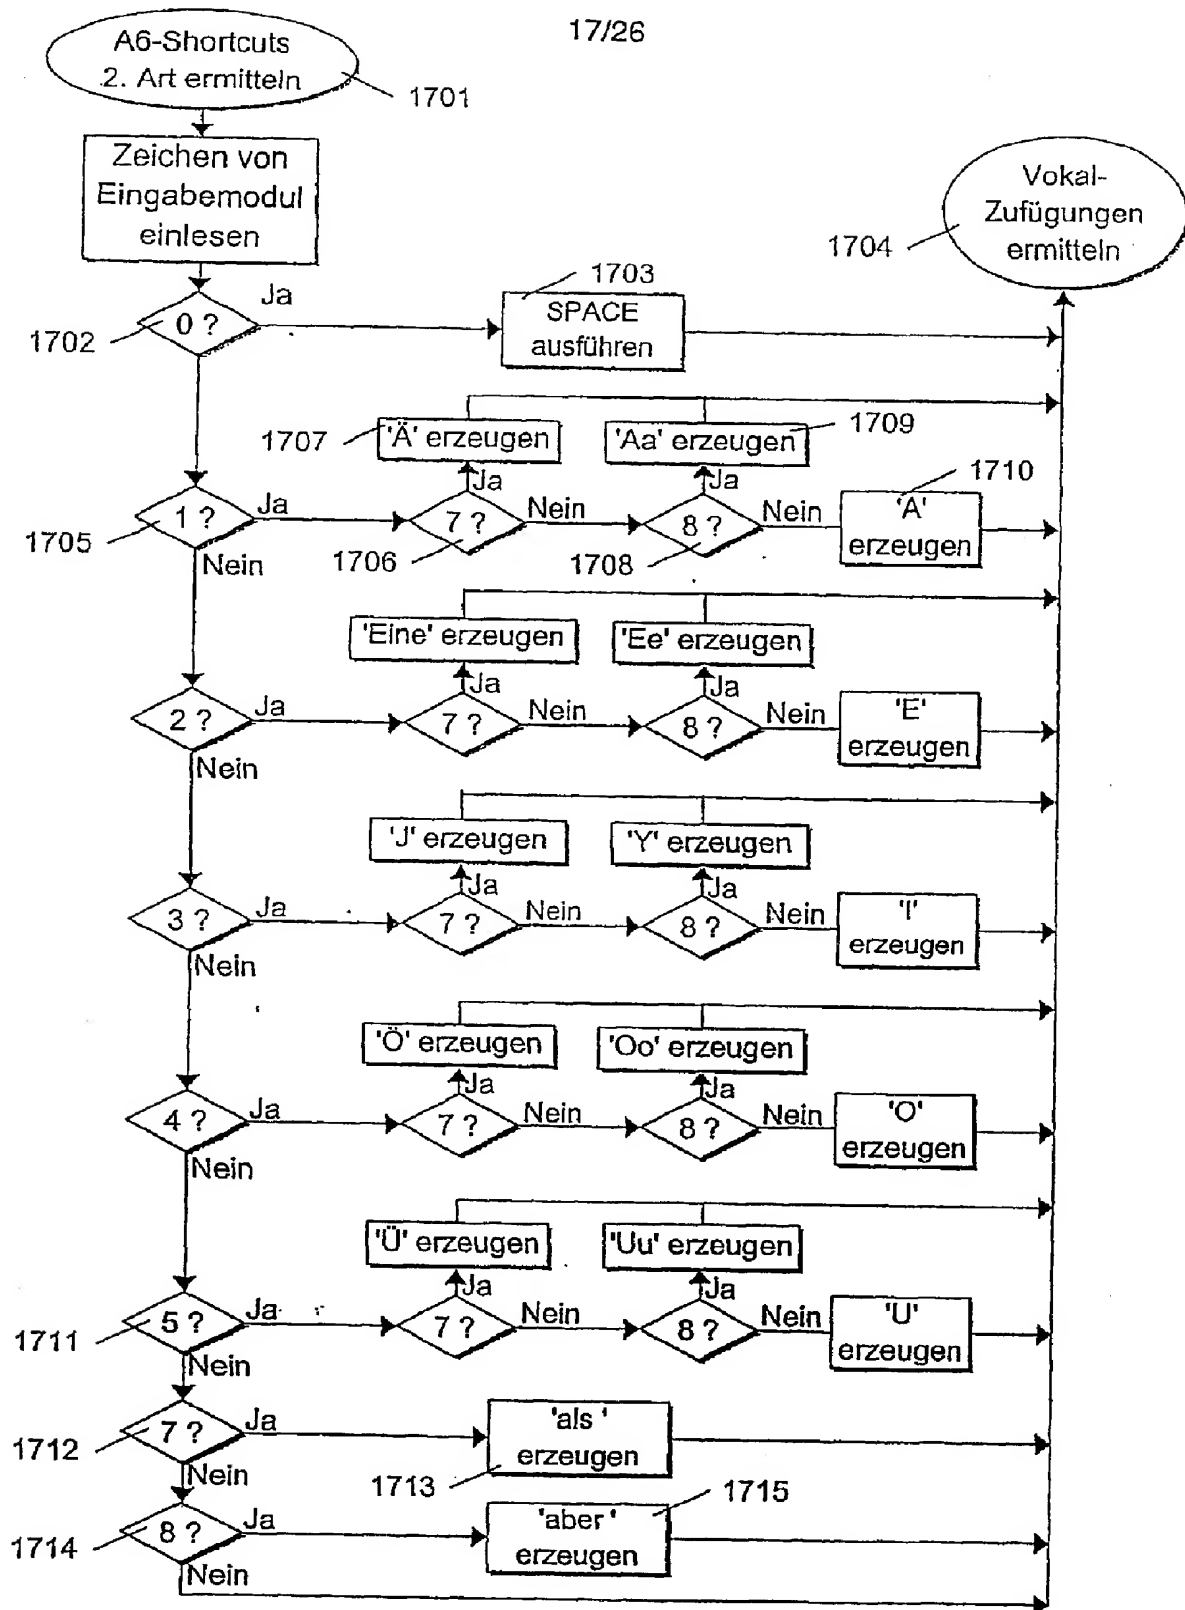 17/26
A6-Shortcuts
2. Art ermitteln
1701
Zeichen von
Eingabemodul
einlesen
Vokal-
Zufügungen
ermitteln
1704
0 ?
Ja
1702
1703
SPACE
ausführen
1707
'Ä' erzeugen
'Aa' erzeugen
1709
1 ?
Ja
1705
Nein
7 ?
Ja
Nein
1706
8 ?
Ja
Nein
1708
1710
'A'
erzeugen
'Eine' erzeugen
'Ee' erzeugen
2 ?
Ja
Nein
7 ?
Ja
Nein
8 ?
Ja
Nein
'E'
erzeugen
'J' erzeugen
'Y' erzeugen
3 ?
Ja
Nein
7 ?
Ja
Nein
8 ?
Ja
Nein
'I'
erzeugen
'Ö' erzeugen
'Oo' erzeugen
4 ?
Ja
Nein
7 ?
Ja
Nein
8 ?
Ja
Nein
'O'
erzeugen
'Ü' erzeugen
'Uu' erzeugen
5 ?
Ja
1711
Nein
7 ?
Ja
Nein
8 ?
Ja
Nein
'U'
erzeugen
7 ?
Ja
1712
Nein
'als '
erzeugen
1713
8 ?
Ja
1714
Nein
'aber '
erzeugen
1715